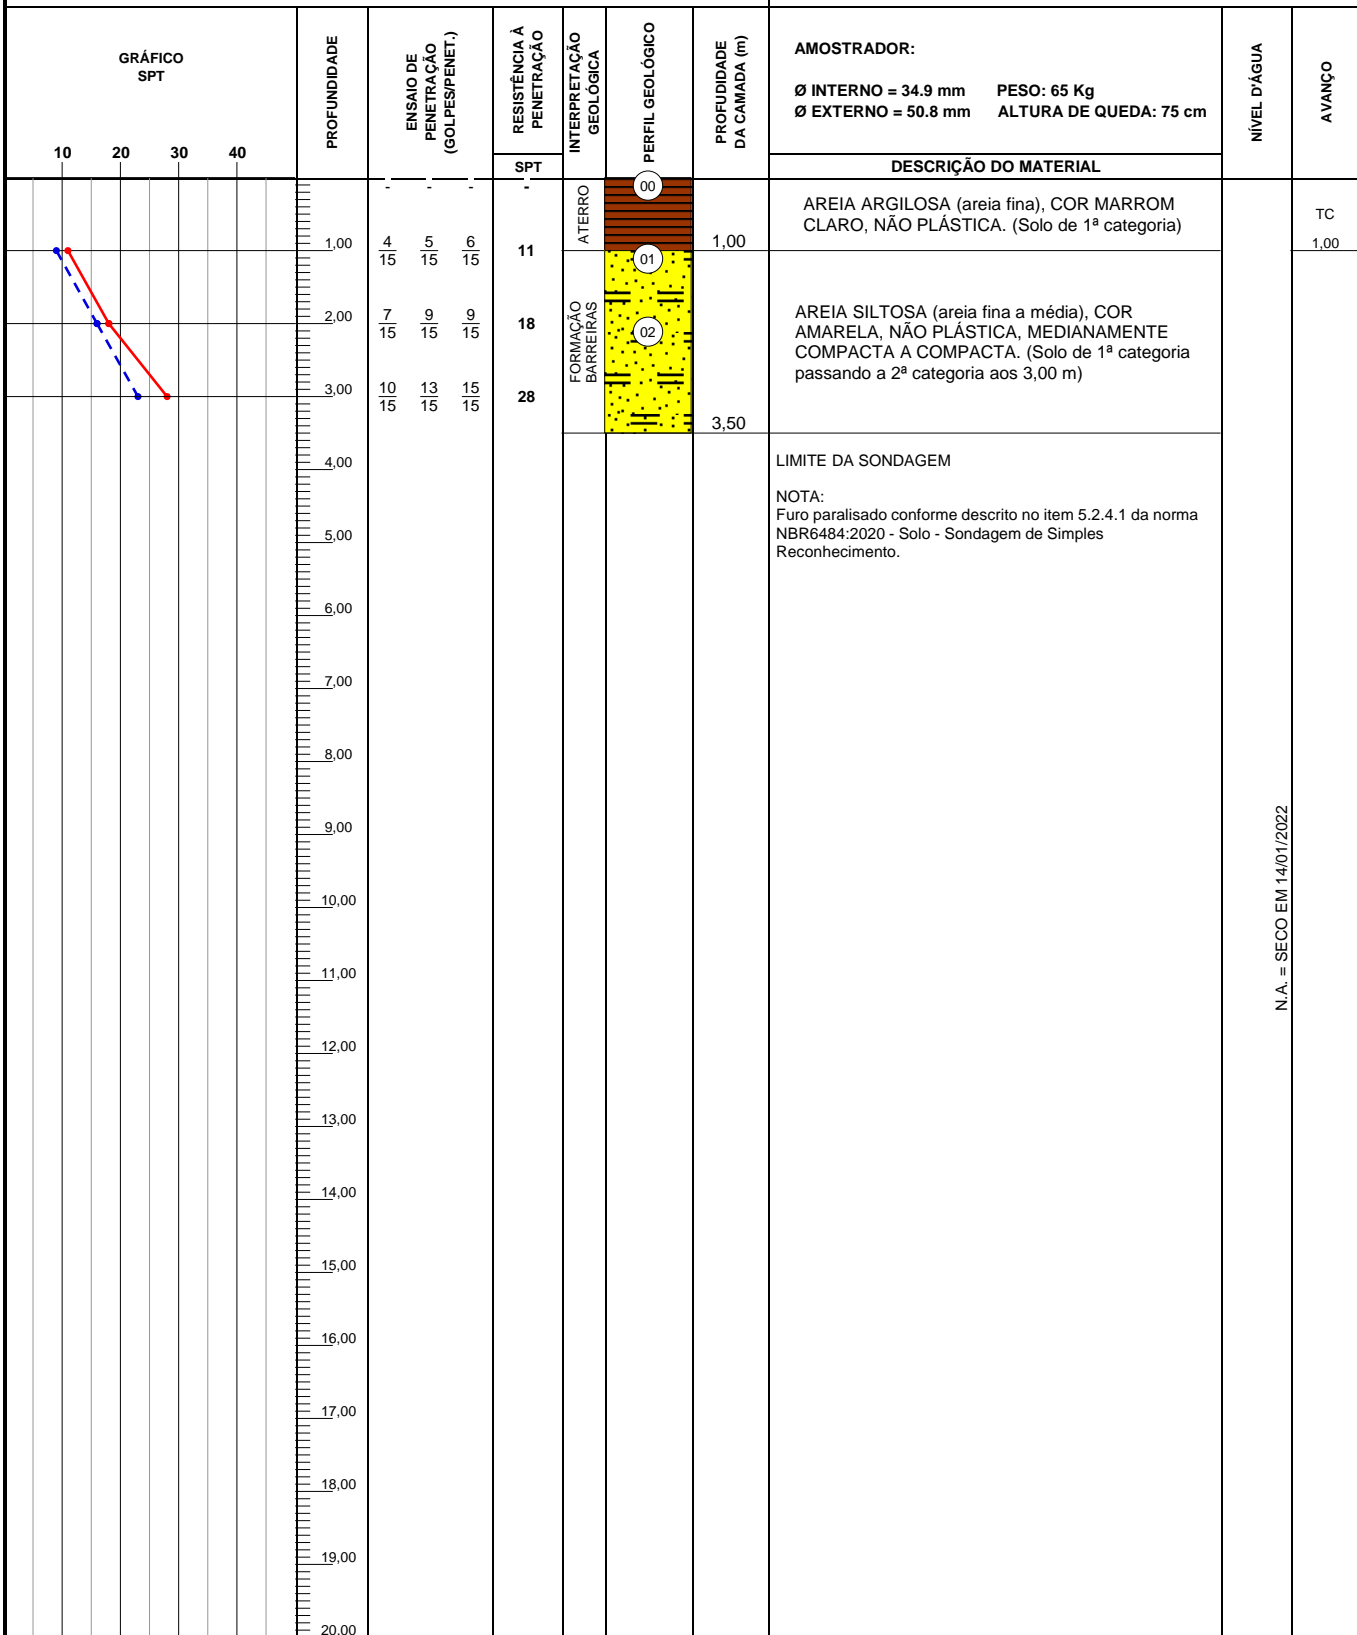 GRÁFICO
SPT
10 20 30 40
PROFUNDIDADE
ENSAIO DE
PENETRAÇÃO
(GOLPES/PENET.)
RESISTÊNCIA À
PENETRAÇÃO
SPT
INTERPRETAÇÃO
GEOLÓGICA
PERFIL GEOLÓGICO
PROFUDIDADE
DA CAMADA (m)
AMOSTRADOR:
Ø INTERNO = 34.9 mm PESO: 65 Kg
Ø EXTERNO = 50.8 mm ALTURA DE QUEDA: 75 cm
DESCRIÇÃO DO MATERIAL
NÍVEL D'ÁGUA
AVANÇO
- - - -
ATERRO
00
AREIA ARGILOSA (areia fina), COR MARROM
CLARO, NÃO PLÁSTICA. (Solo de 1ª categoria)
TC
1,00
1,00
4 5 6
15 15 15
11
1,00
01
2,00
7 9 9
15 15 15
18
FORMAÇÃO
BARREIRAS
02
AREIA SILTOSA (areia fina a média), COR
AMARELA, NÃO PLÁSTICA, MEDIANAMENTE
COMPACTA A COMPACTA. (Solo de 1ª categoria
passando a 2ª categoria aos 3,00 m)
3,00
10 13 15
15 15 15
28
3,50
4,00
LIMITE DA SONDAGEM
NOTA:
Furo paralisado conforme descrito no item 5.2.4.1 da norma
NBR6484:2020 - Solo - Sondagem de Simples
Reconhecimento.
5,00
6,00
7,00
8,00
9,00
10,00
11,00
N.A. = SECO EM 14/01/2022
12,00
13,00
14,00
15,00
16,00
17,00
18,00
19,00
20.00